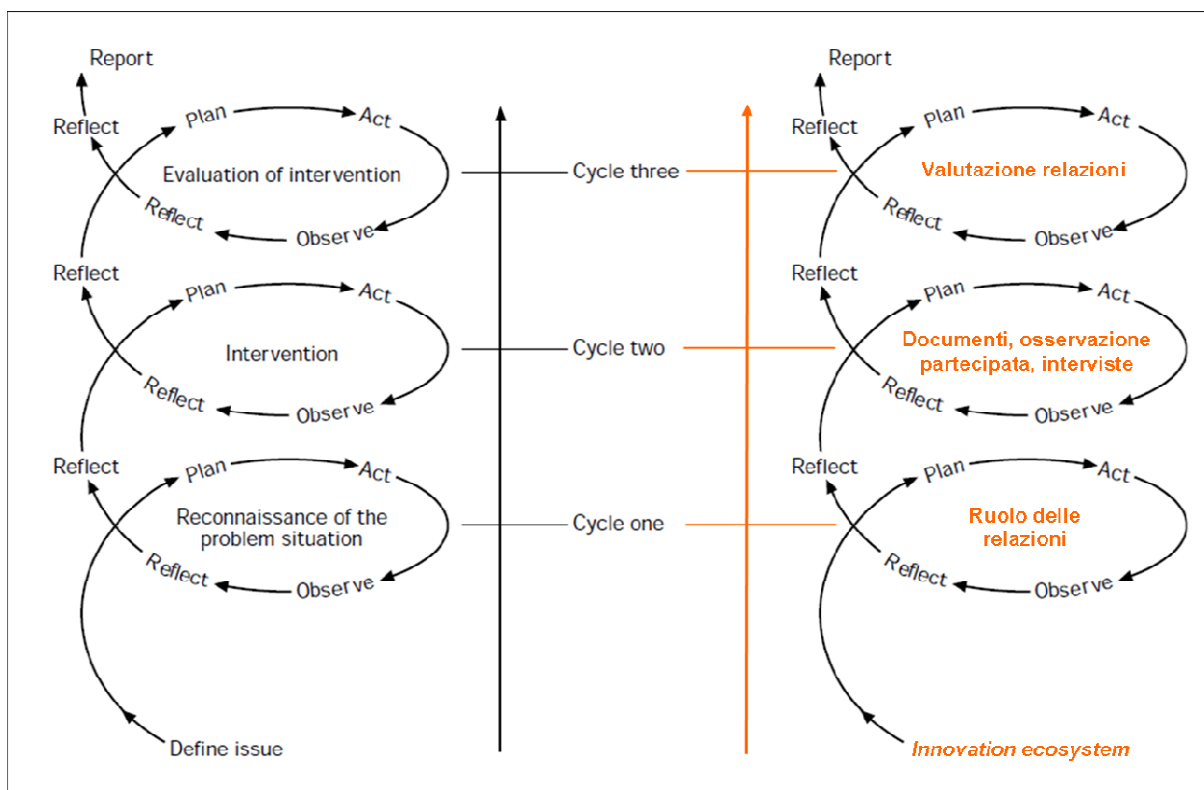 Report
Reflect
Plan
Act
Evaluation of intervention
Reflect
Observe
Reflect
Plan
Act
Intervention
Reflect
Observe
Reflect
Plan
Act
Reconnaissance of the
problem situation
Reflect
Observe
Define issue
Cycle three
Cycle two
Cycle one
Report
Reflect
Plan
Act
Valutazione relazioni
Reflect
Observe
Reflect
Plan
Act
Documenti, osservazione
partecipata, interviste
Reflect
Observe
Reflect
Plan
Act
Ruolo delle
relazioni
Reflect
Observe
Innovation ecosystem